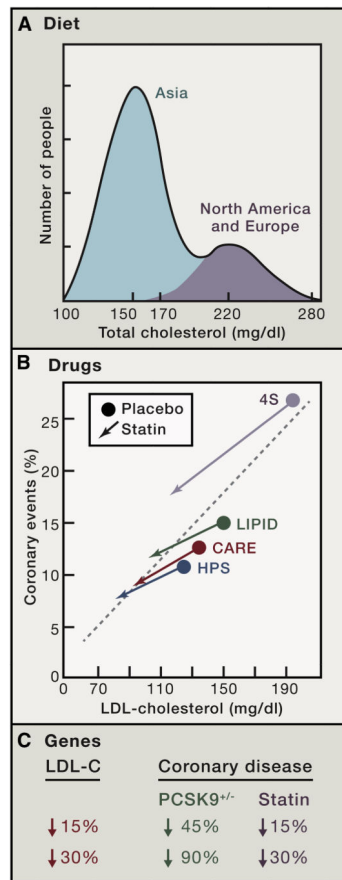 A Diet
Number of people
Asia
North America
and Europe
100 150 170 220 280
Total cholesterol (mg/dl)
B Drugs
Coronary events (%)
25
20
15
10
5
0 70 110 150 190
LDL-cholesterol (mg/dl)
Placebo
Statin
4S
LIPID
CARE
HPS
C Genes
LDL-C Coronary disease
PCSK9+/- Statin
↓15% ↓45% ↓15%
↓30% ↓90% ↓30%